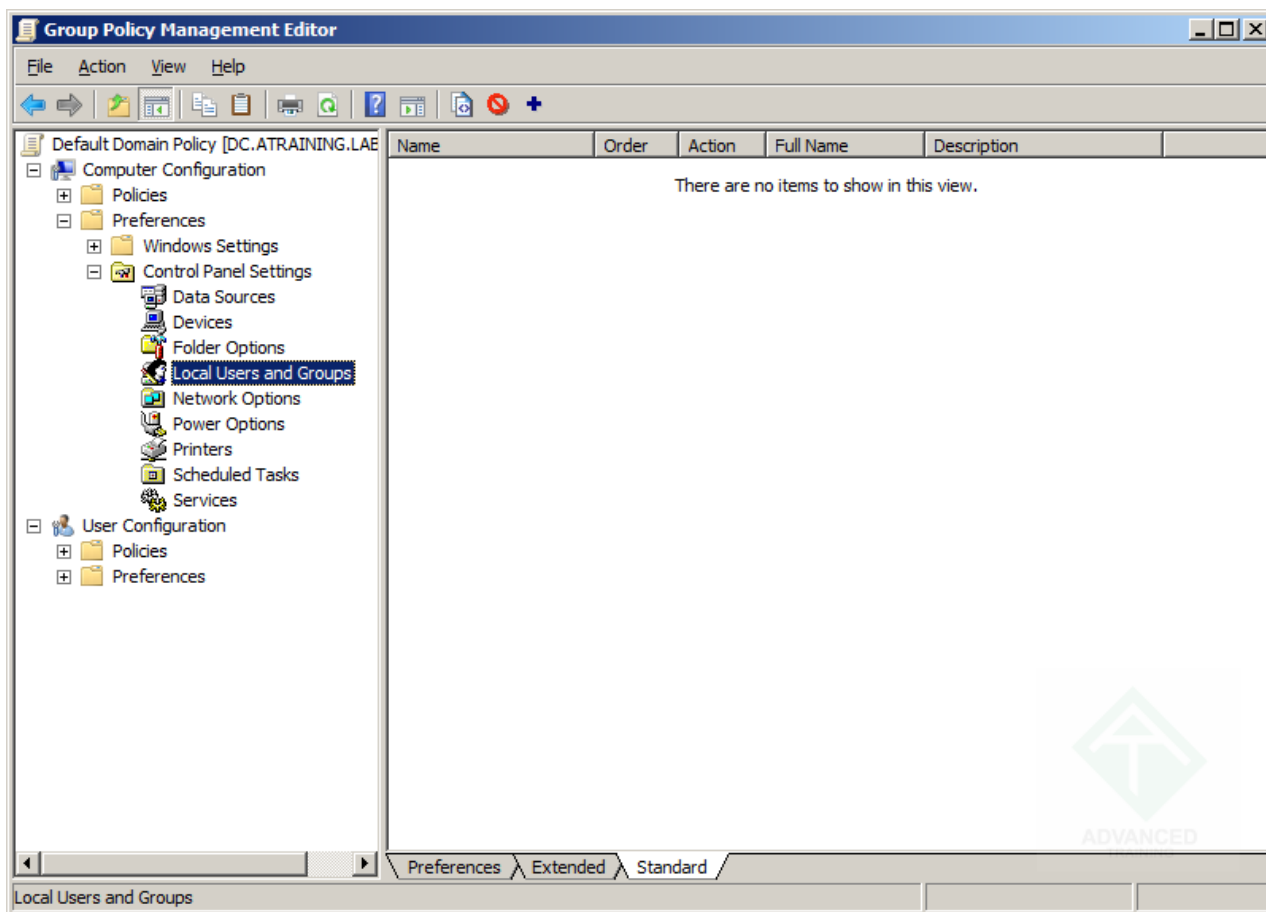 Group Policy Management Editor
File Action View Help
Default Domain Policy [DC.ATRAINING.LAB
Computer Configuration
Policies
Preferences
Windows Settings
Control Panel Settings
Data Sources
Devices
Folder Options
Local Users and Groups
Network Options
Power Options
Printers
Scheduled Tasks
Services
User Configuration
Policies
Preferences
Name Order Action Full Name Description
There are no items to show in this view.
ADVANCED
TRAINING
Preferences Extended Standard
Local Users and Groups